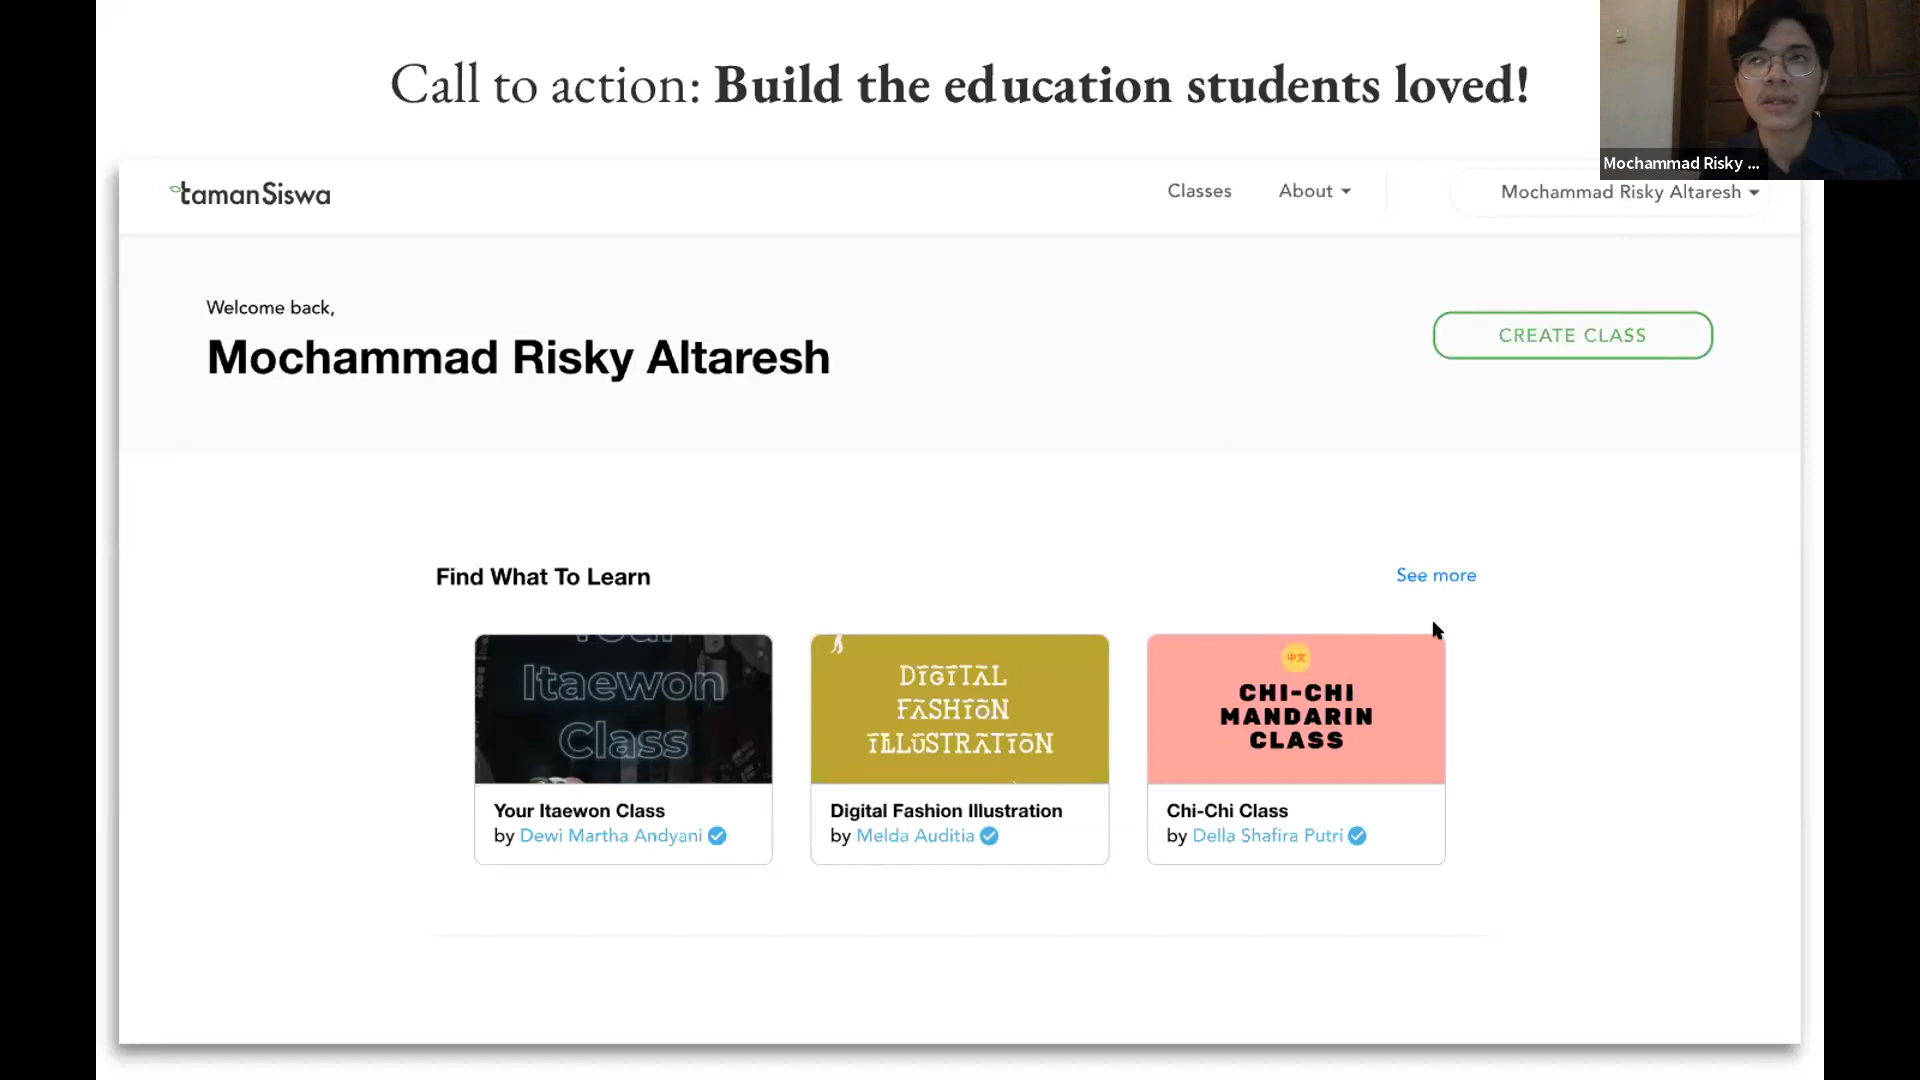 Call to action: Build the education students loved!
Mochammad Risky ...
tamanSiswa
Classes
About
Mochammad Risky Altaresh
Welcome back,
Mochammad Risky Altaresh
CREATE CLASS
Find What To Learn
See more
Your
Itaewon
Class
DIGITAL
FASHION
ILLUSTRATION
中文
CHI-CHI
MANDARIN
CLASS
Your Itaewon Class
by Dewi Martha Andyani
Digital Fashion Illustration
by Melda Auditia
Chi-Chi Class
by Della Shafira Putri